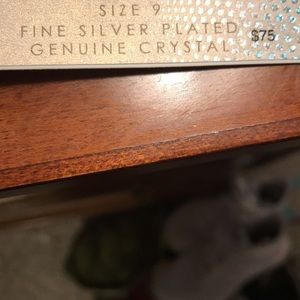 SIZE 9
FINE SILVER PLATED
GENUINE CRYSTAL $75